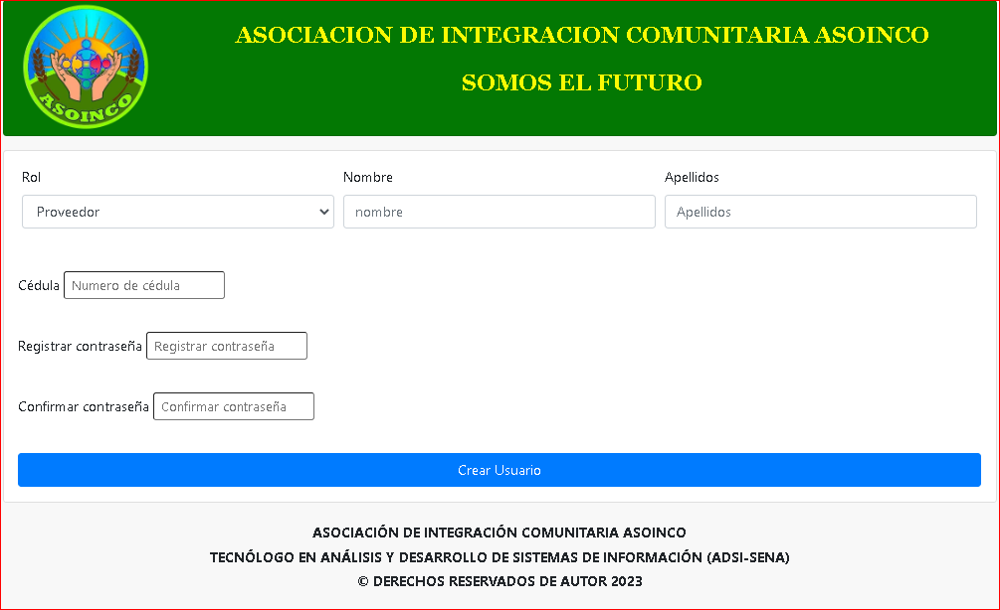 ASOINCO
ASOCIACION DE INTEGRACION COMUNITARIA ASOINCO
SOMOS EL FUTURO
Rol Nombre Apellidos
Proveedor nombre Apellidos
Cédula Numero de cédula
Registrar contraseña Registrar contraseña
Confirmar contraseña Confirmar contraseña
Crear Usuario
ASOCIACIÓN DE INTEGRACIÓN COMUNITARIA ASOINCO
TECNÓLOGO EN ANÁLISIS Y DESARROLLO DE SISTEMAS DE INFORMACIÓN (ADSI-SENA)
© DERECHOS RESERVADOS DE AUTOR 2023